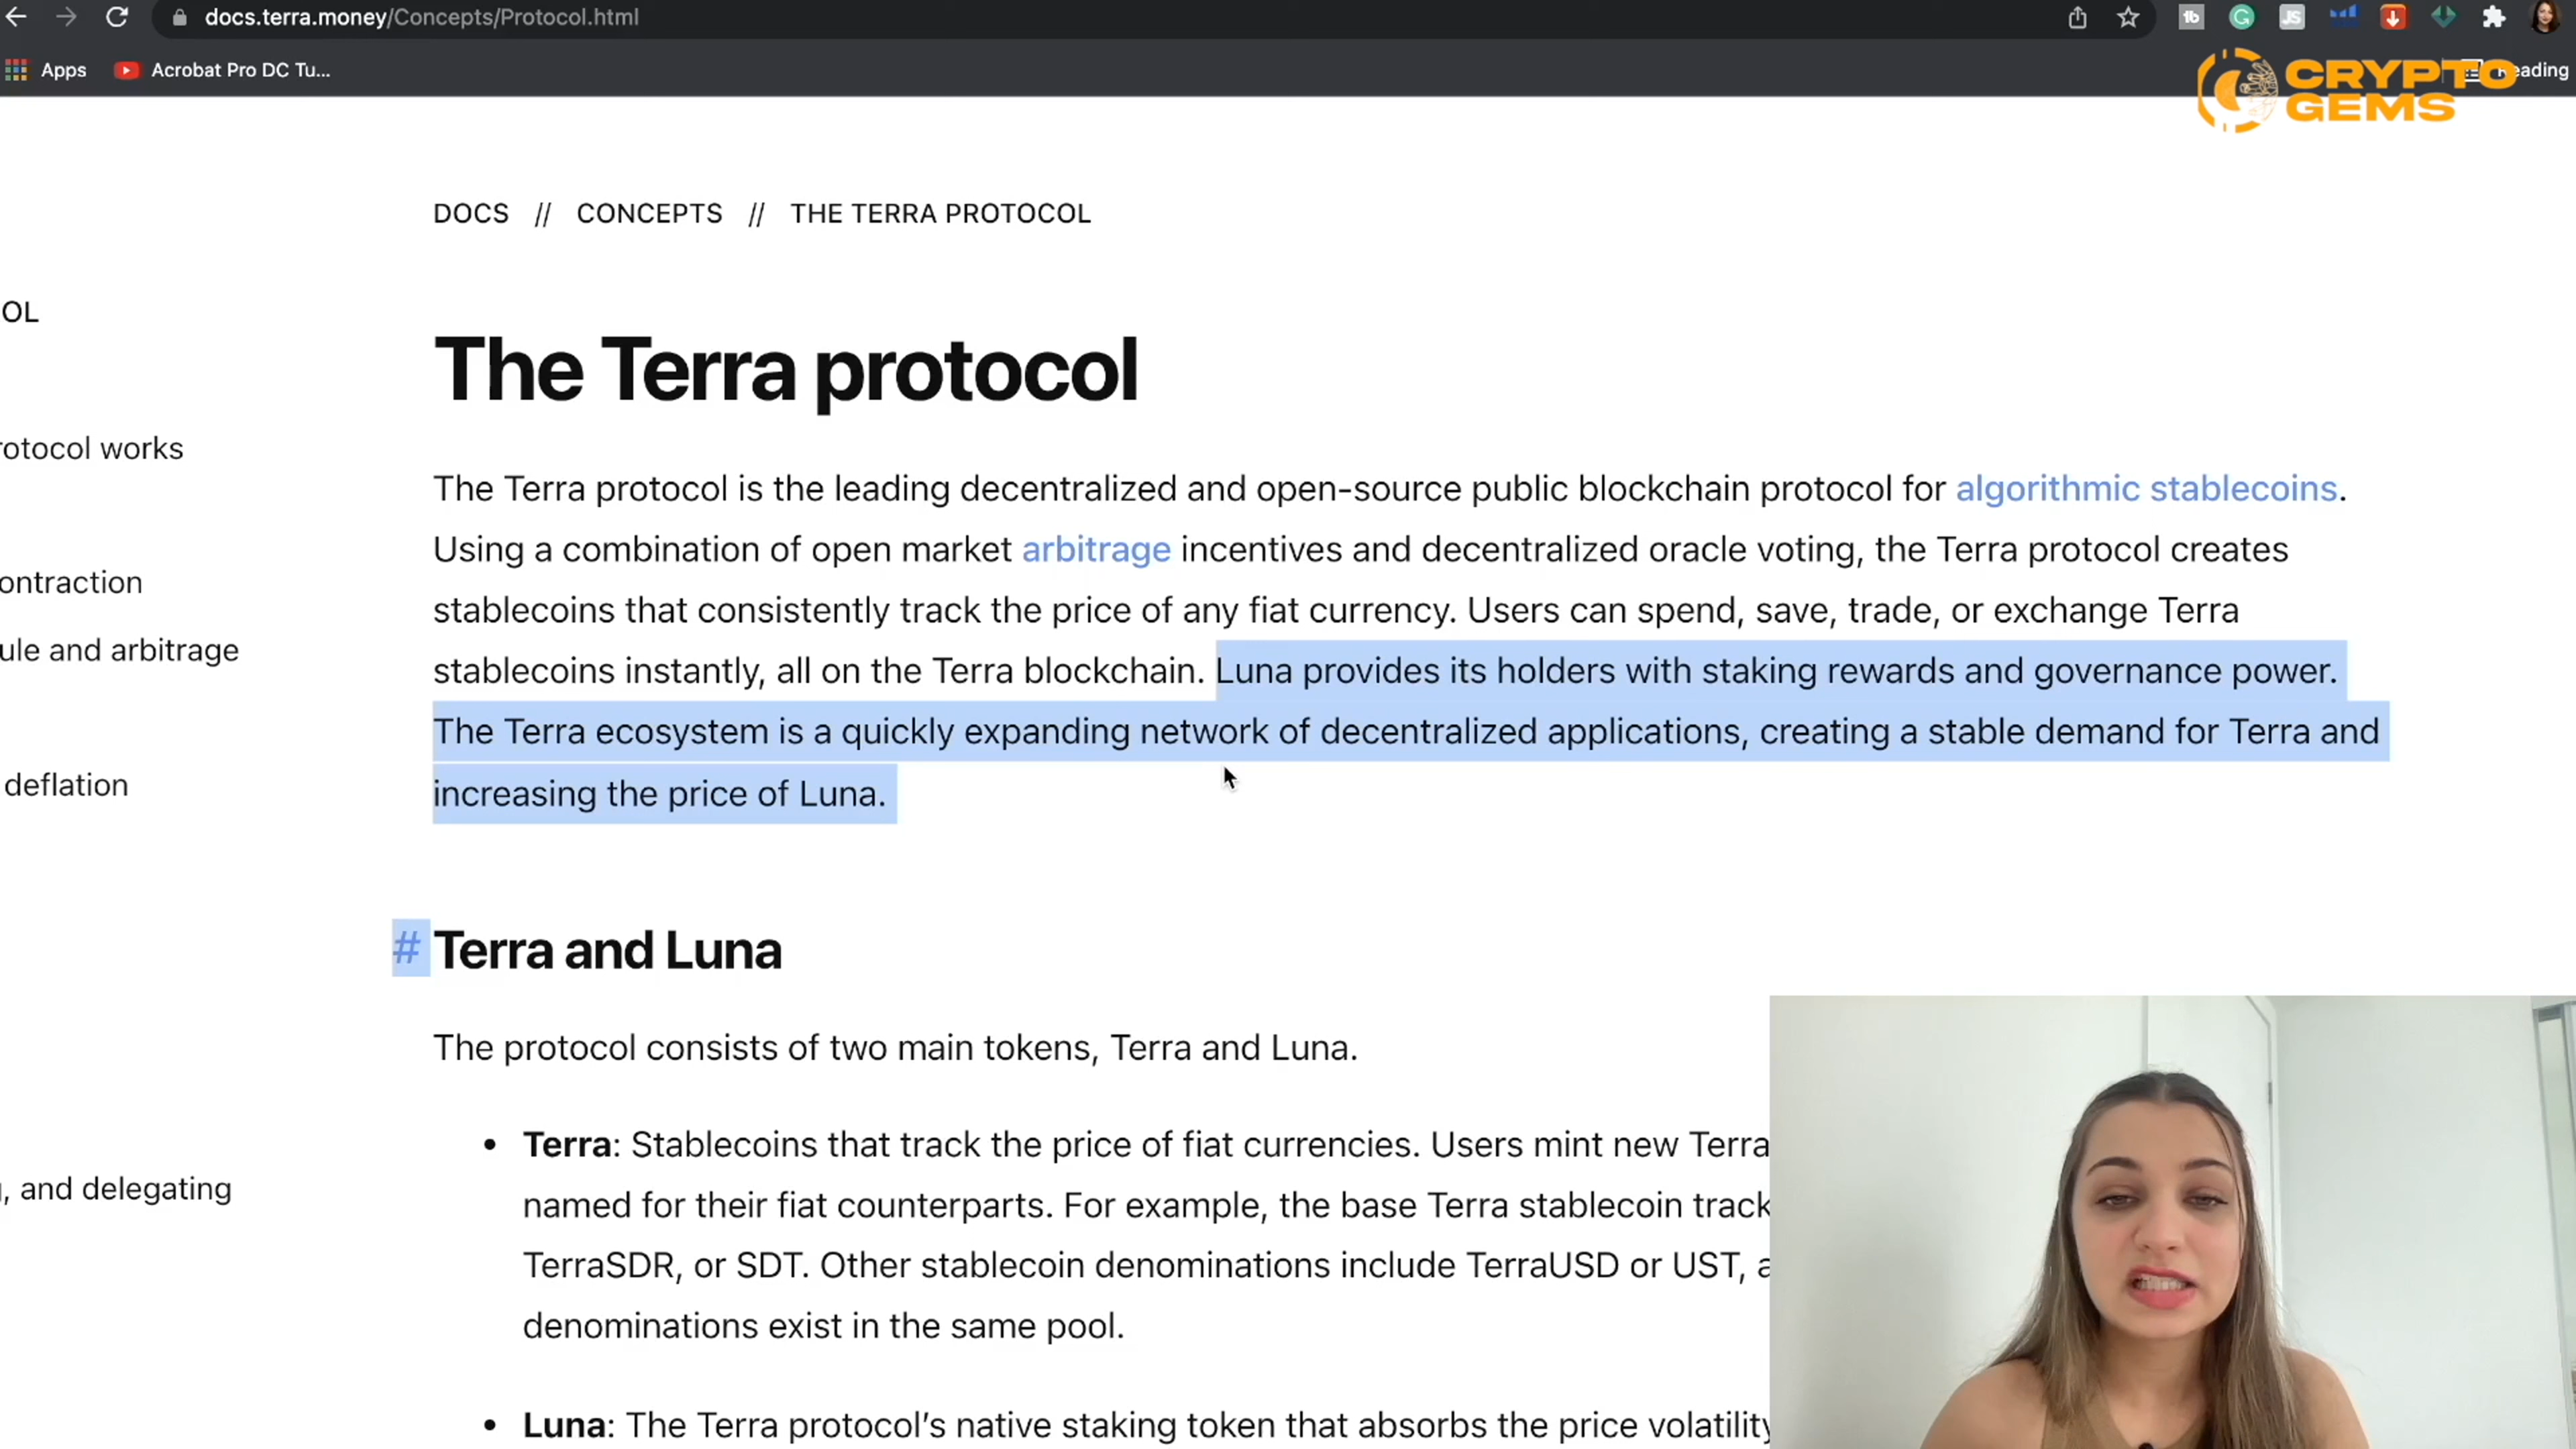 docs.terra.money/Concepts/Protocol.html
Apps
Acrobat Pro DC Tu...
CRYPTO
GEMS
DOCS // CONCEPTS // THE TERRA PROTOCOL
OL
The Terra protocol
rotocol works
The Terra protocol is the leading decentralized and open-source public blockchain protocol for algorithmic stablecoins.
Using a combination of open market arbitrage incentives and decentralized oracle voting, the Terra protocol creates
ontraction
stablecoins that consistently track the price of any fiat currency. Users can spend, save, trade, or exchange Terra
ule and arbitrage
stablecoins instantly, all on the Terra blockchain. Luna provides its holders with staking rewards and governance power.
The Terra ecosystem is a quickly expanding network of decentralized applications, creating a stable demand for Terra and
deflation
increasing the price of Luna.
# Terra and Luna
The protocol consists of two main tokens, Terra and Luna.
• Terra: Stablecoins that track the price of fiat currencies. Users mint new Terra
, and delegating
named for their fiat counterparts. For example, the base Terra stablecoin track
TerraSDR, or SDT. Other stablecoin denominations include TerraUSD or UST, a
denominations exist in the same pool.
• Luna: The Terra protocol's native staking token that absorbs the price volatility